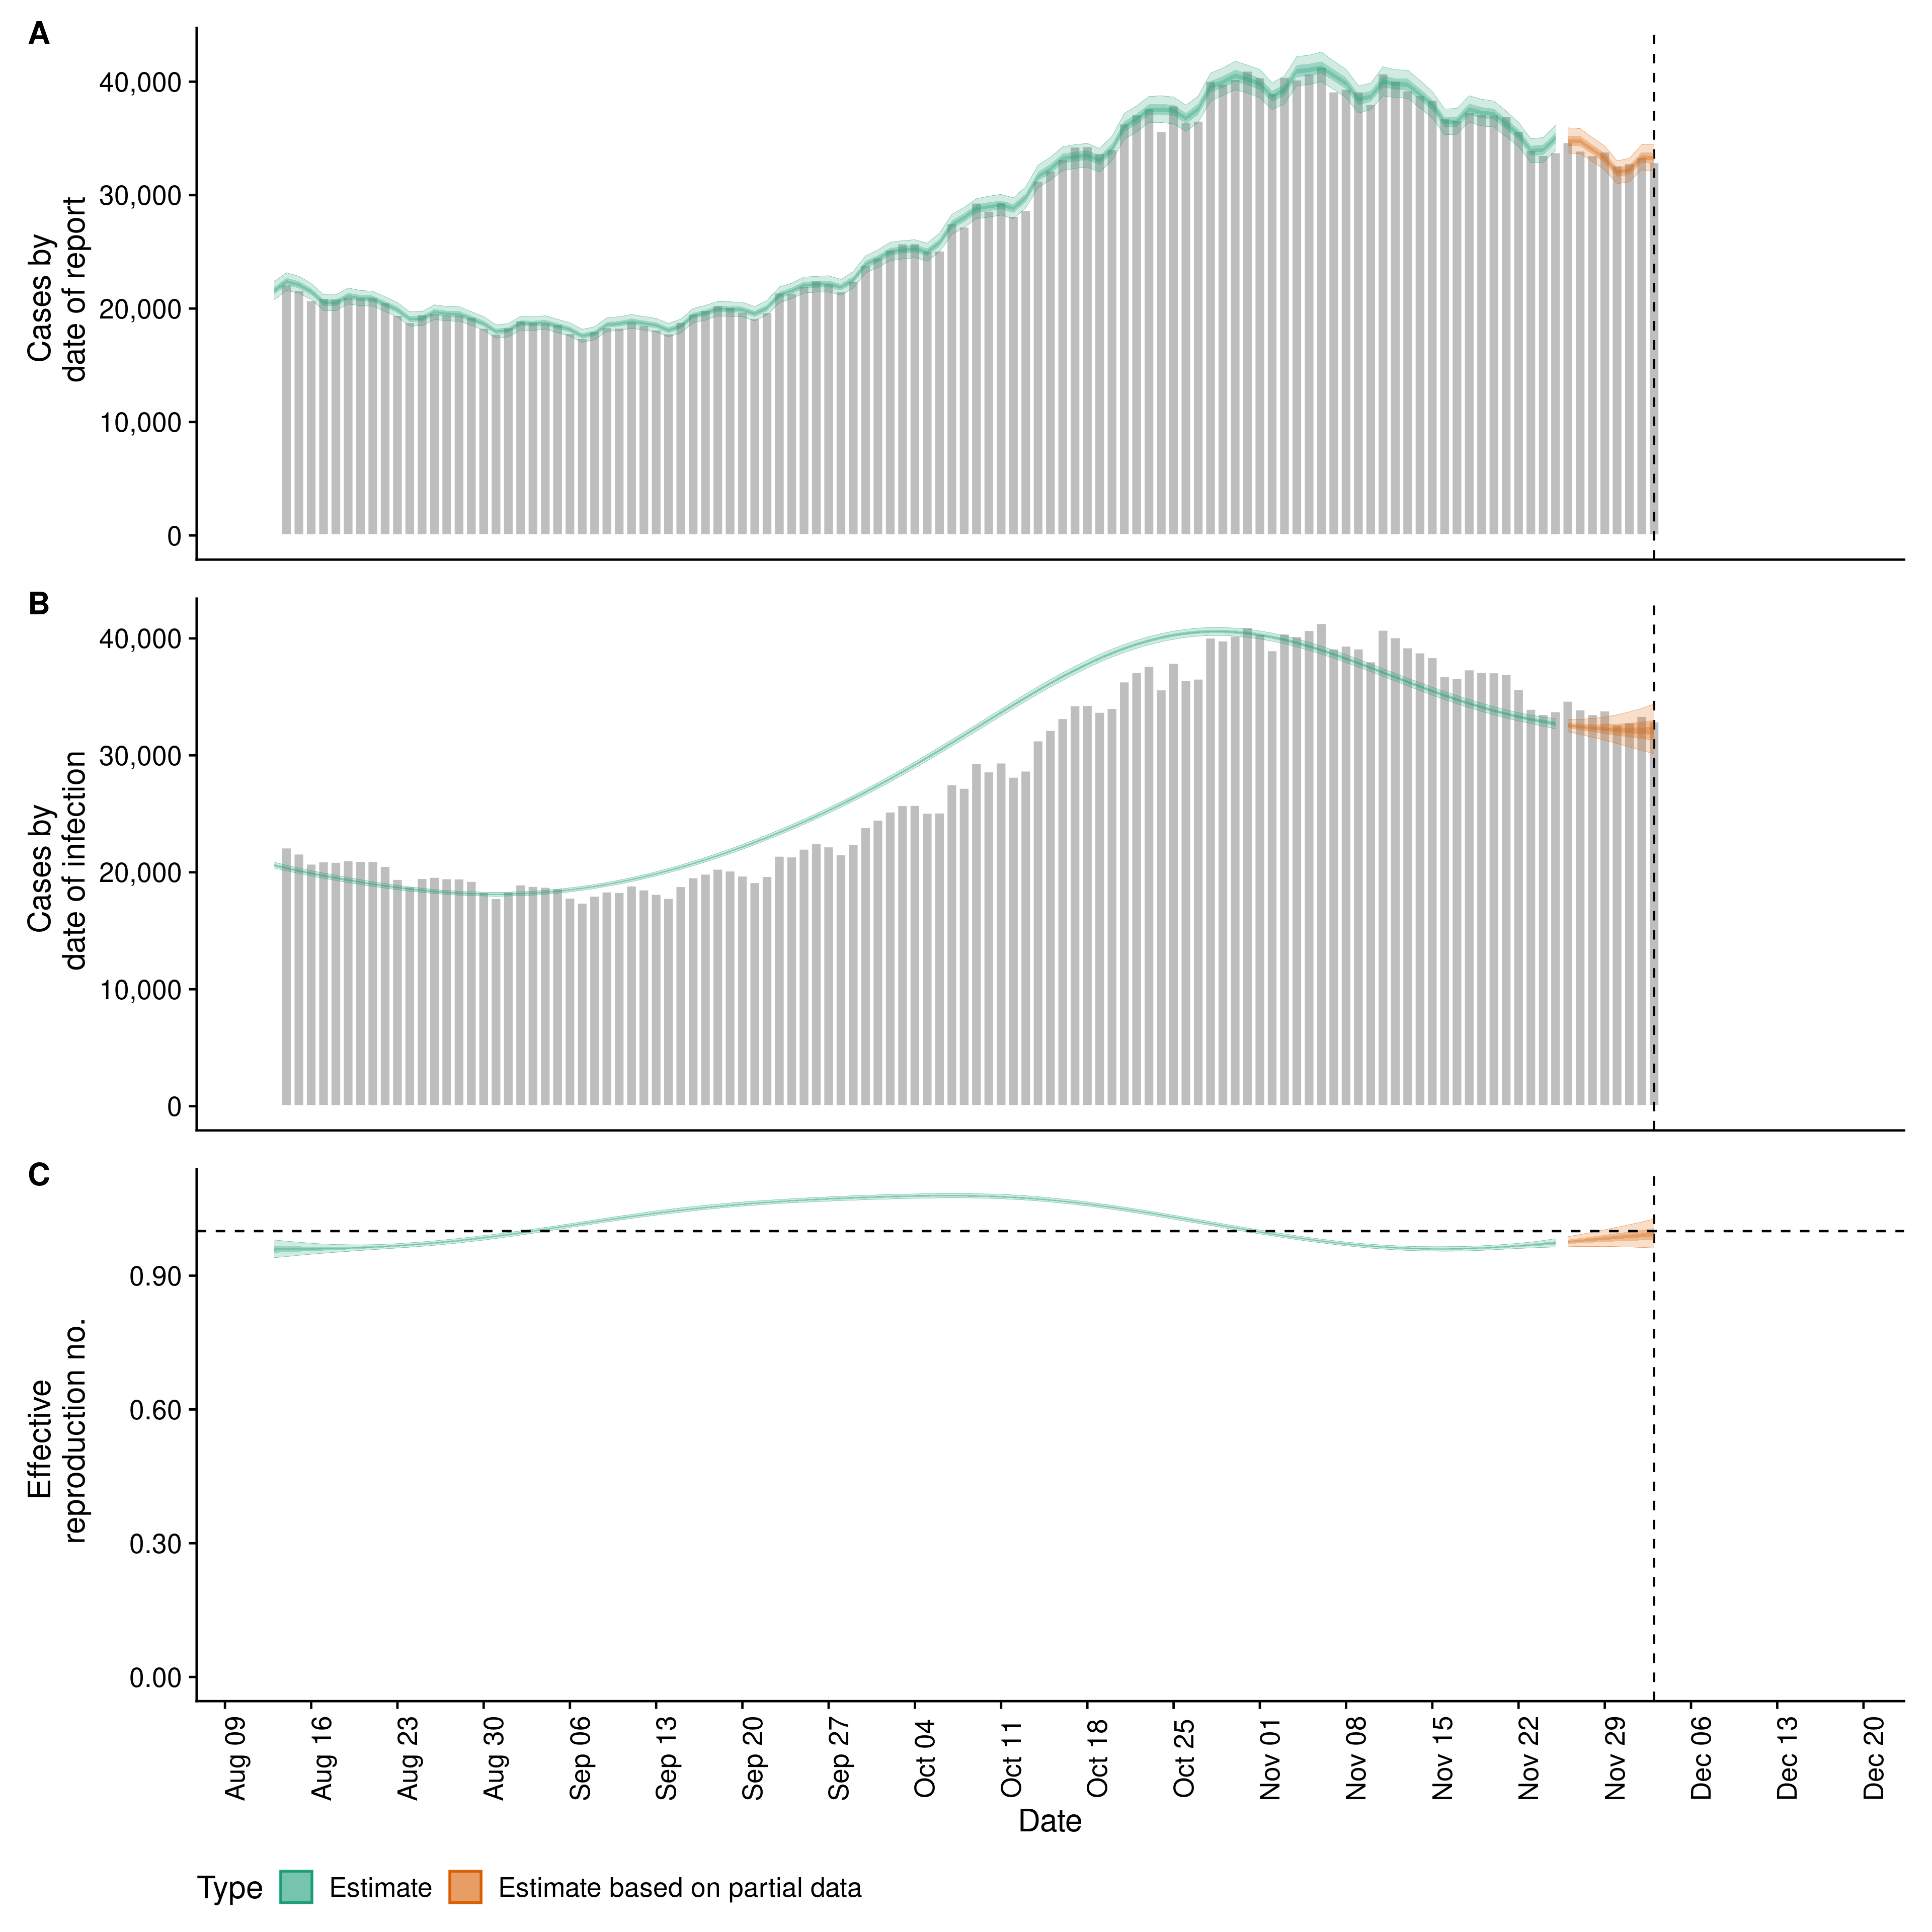 A
Cases by
date of report
40,000
30,000
20,000
10,000
0
B
Cases by
date of infection
40,000
30,000
20,000
10,000
0
C
Effective
reproduction no.
0.90
0.60
0.30
0.00
Aug 09
Aug 16
Aug 23
Aug 30
Sep 06
Sep 13
Sep 20
Sep 27
Oct 04
Oct 11
Oct 18
Oct 25
Nov 01
Nov 08
Nov 15
Nov 22
Nov 29
Dec 06
Dec 13
Dec 20
Date
Type Estimate Estimate based on partial data